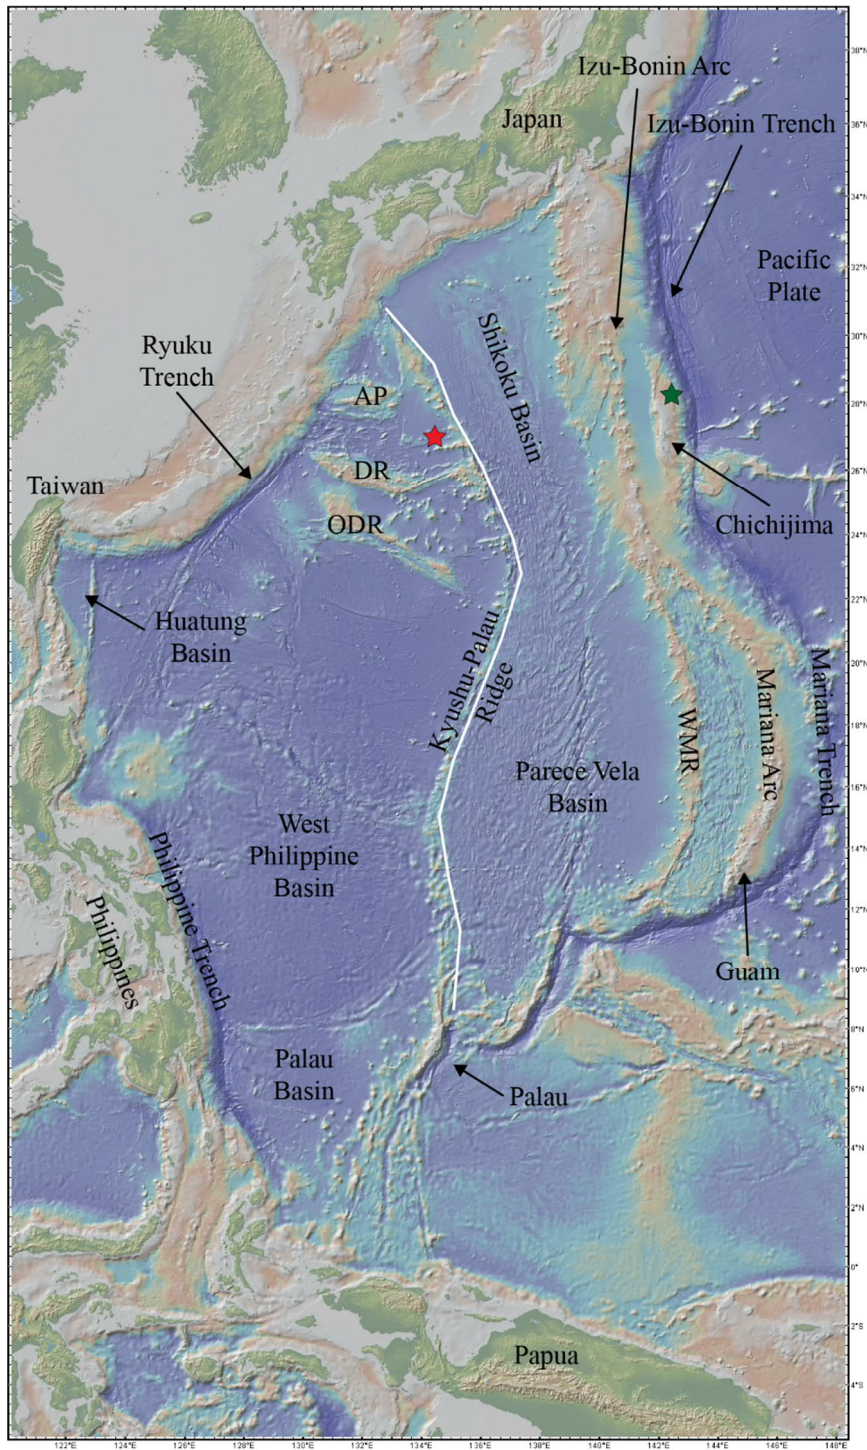 Izu-Bonin Arc
Japan
Izu-Bonin Trench
Pacific
Plate
Ryuku
Trench
Shikoku Basin
AP
DR
ODR
Taiwan
Chichijima
Huatung
Basin
Kyushu-Palau
Ridge
WMR
Mariana Arc
Mariana Trench
Parece Vela
Basin
West
Philippine
Basin
Philippine Trench
Philippines
Guam
Palau
Basin
Palau
Papua
38°N
36°N
34°N
32°N
30°N
28°N
26°N
24°N
22°N
20°N
18°N
16°N
14°N
12°N
10°N
8°N
6°N
4°N
2°N
0°
2°S
4°S
122°E 124°E 126°E 128°E 130°E 132°E 134°E 136°E 138°E 140°E 142°E 144°E 146°E 148°E